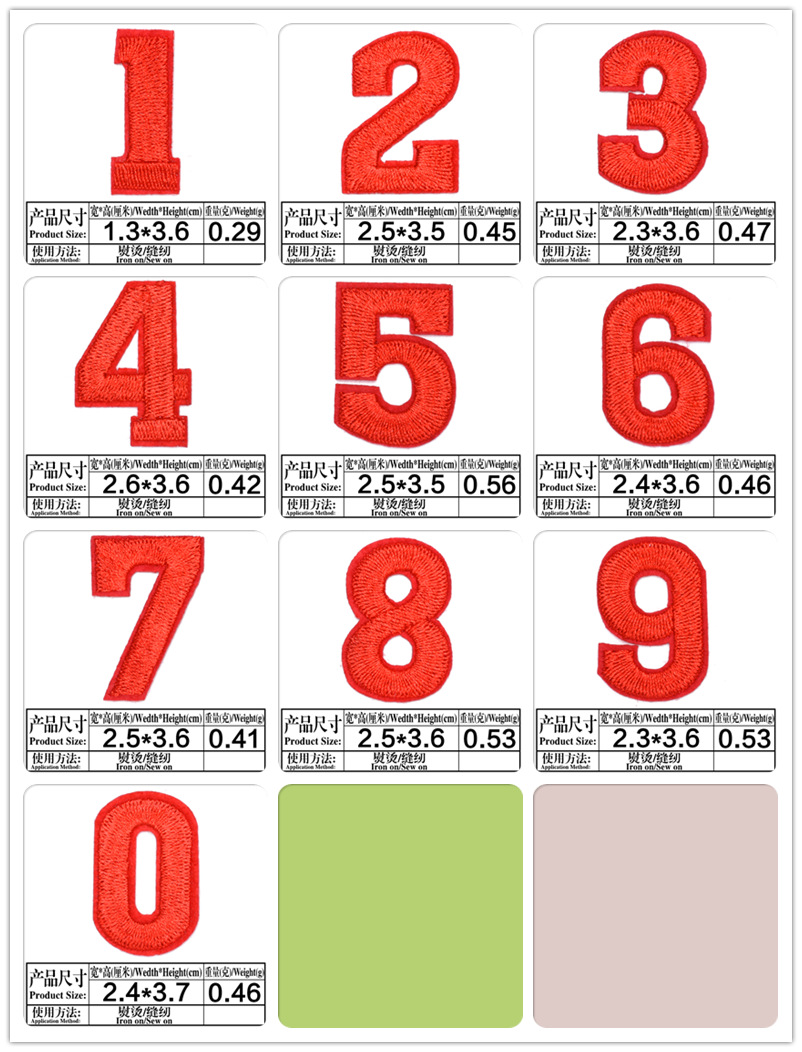 1
产品尺寸 宽*高(厘米)/Wedth*Height(cm) 重量(克)/Weight(g)
Product Size: 1.3*3.6 0.29
使用方法: 熨烫/缝纫
Application Method: Iron on/Sew on
2
产品尺寸 宽*高(厘米)/Wedth*Height(cm) 重量(克)/Weight(g)
Product Size: 2.5*3.5 0.45
使用方法: 熨烫/缝纫
Application Method: Iron on/Sew on
3
产品尺寸 宽*高(厘米)/Wedth*Height(cm) 重量(克)/Weight(g)
Product Size: 2.3*3.6 0.47
使用方法: 熨烫/缝纫
Application Method: Iron on/Sew on
4
产品尺寸 宽*高(厘米)/Wedth*Height(cm) 重量(克)/Weight(g)
Product Size: 2.6*3.6 0.42
使用方法: 熨烫/缝纫
Application Method: Iron on/Sew on
5
产品尺寸 宽*高(厘米)/Wedth*Height(cm) 重量(克)/Weight(g)
Product Size: 2.5*3.5 0.56
使用方法: 熨烫/缝纫
Application Method: Iron on/Sew on
6
产品尺寸 宽*高(厘米)/Wedth*Height(cm) 重量(克)/Weight(g)
Product Size: 2.4*3.6 0.46
使用方法: 熨烫/缝纫
Application Method: Iron on/Sew on
7
产品尺寸 宽*高(厘米)/Wedth*Height(cm) 重量(克)/Weight(g)
Product Size: 2.5*3.6 0.41
使用方法: 熨烫/缝纫
Application Method: Iron on/Sew on
8
产品尺寸 宽*高(厘米)/Wedth*Height(cm) 重量(克)/Weight(g)
Product Size: 2.5*3.6 0.53
使用方法: 熨烫/缝纫
Application Method: Iron on/Sew on
9
产品尺寸 宽*高(厘米)/Wedth*Height(cm) 重量(克)/Weight(g)
Product Size: 2.3*3.6 0.53
使用方法: 熨烫/缝纫
Application Method: Iron on/Sew on
0
产品尺寸 宽*高(厘米)/Wedth*Height(cm) 重量(克)/Weight(g)
Product Size: 2.4*3.7 0.46
使用方法: 熨烫/缝纫
Application Method: Iron on/Sew on